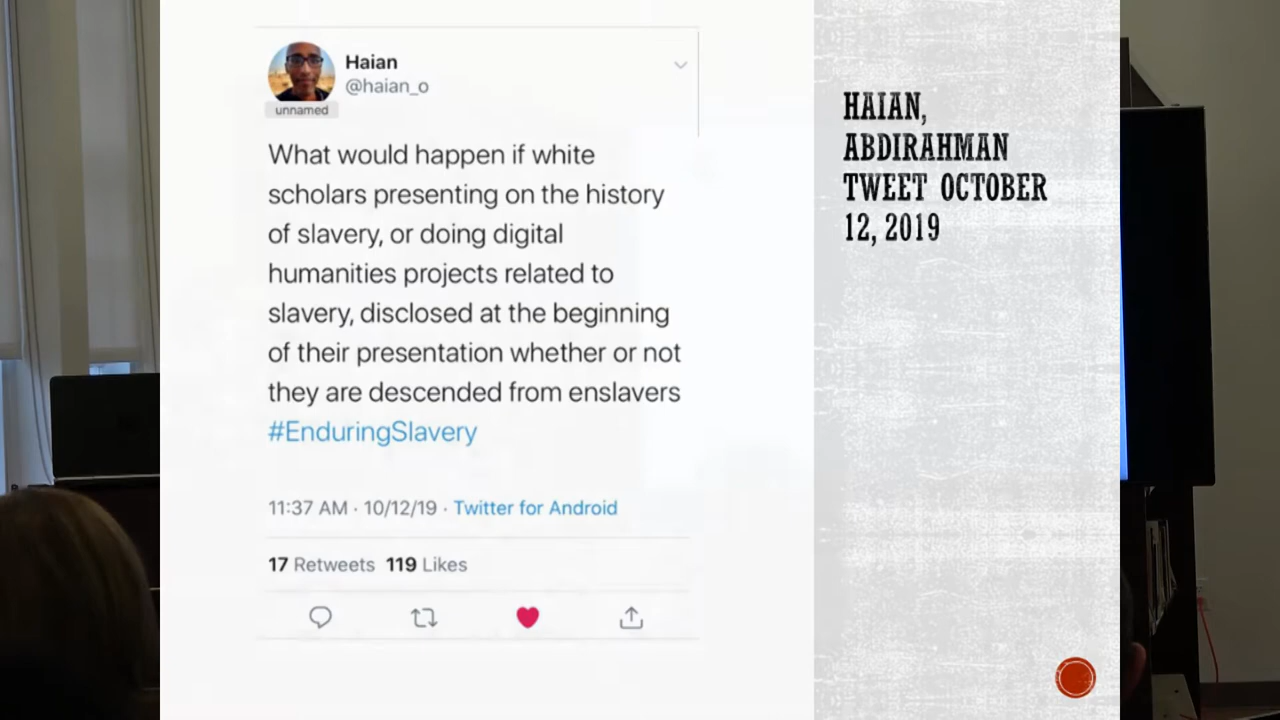 Haian
@haian_o
unnamed
What would happen if white
scholars presenting on the history
of slavery, or doing digital
humanities projects related to
slavery, disclosed at the beginning
of their presentation whether or not
they are descended from enslavers
#EnduringSlavery
11:37 AM · 10/12/19 · Twitter for Android
17 Retweets 119 Likes
HAIAN,
ABDIRAHMAN
TWEET OCTOBER
12, 2019